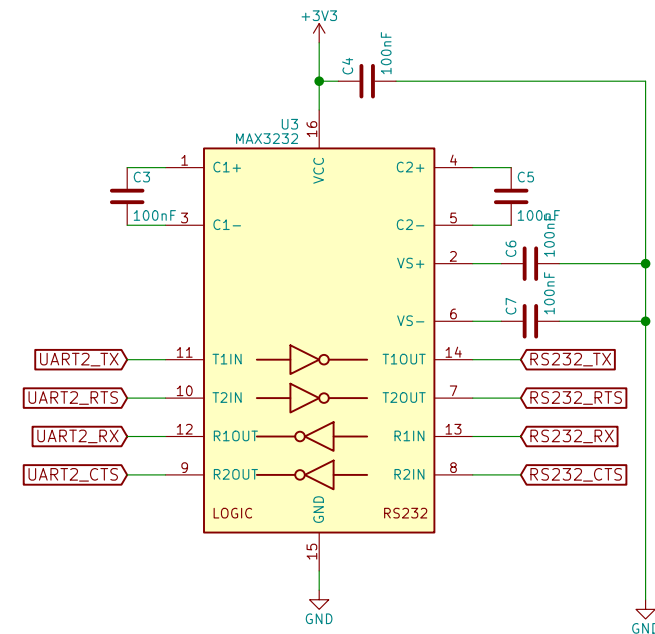 +3V3
C4
100nF
U3
MAX3232
16
VCC
1
C1+
C2+
4
C3
100nF
3
C1-
C2-
5
C5
100nF
VS+
2
C6
100nF
VS-
6
C7
100nF
UART2_TX
11
T1IN
T1OUT
14
RS232_TX
UART2_RTS
10
T2IN
T2OUT
7
RS232_RTS
UART2_RX
12
R1OUT
R1IN
13
RS232_RX
UART2_CTS
9
R2OUT
R2IN
8
RS232_CTS
LOGIC
GND
RS232
15
GND
GND